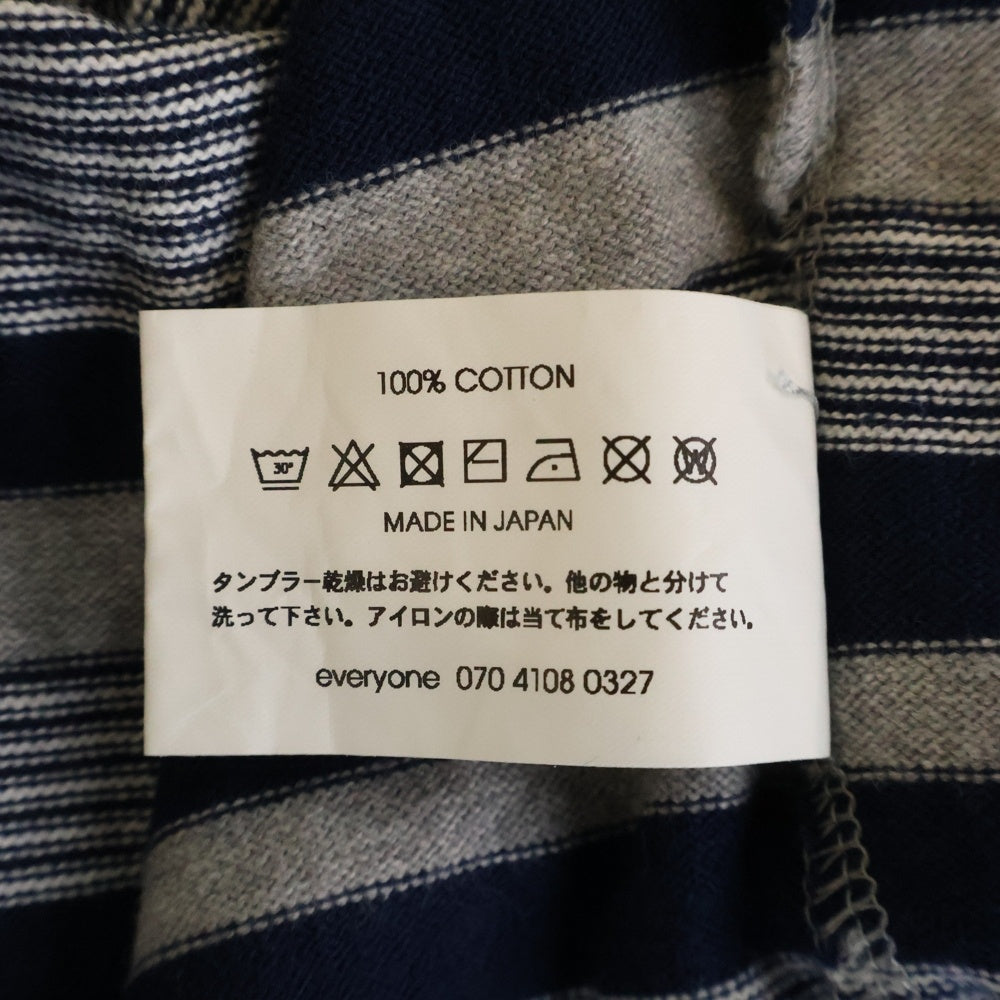 100% COTTON
30°
W
MADE IN JAPAN
タンブラー乾燥はお避けください。他の物と分けて
洗って下さい。アイロンの際は当て布をしてください。
everyone 070 4108 0327